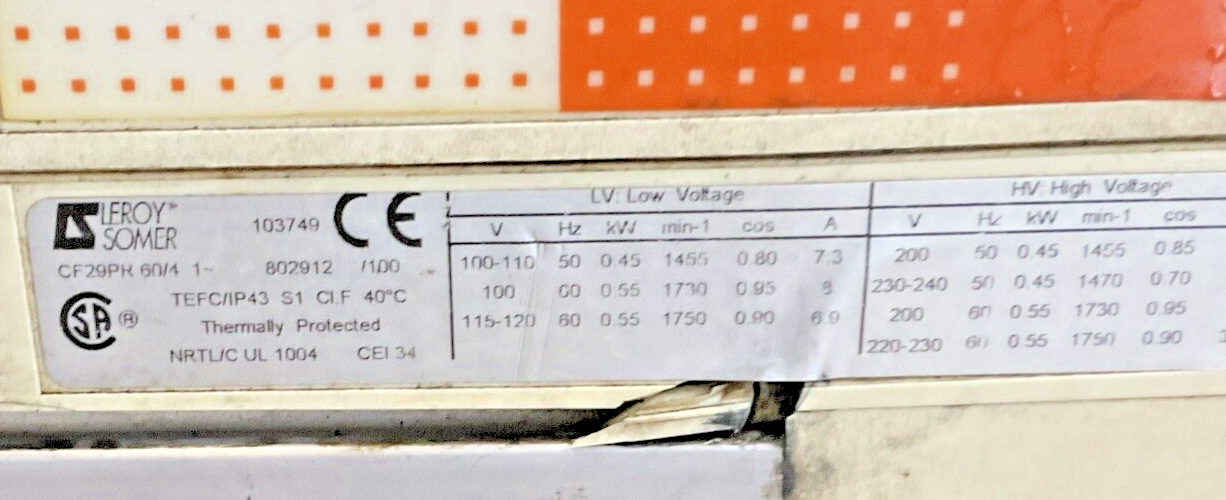 LEROY™
SOMER
103749 CE
CF29PR 60/4 1~ 802912 /100
TEFC/IP43 S1 Cl.F 40°C
SA ®
Thermally Protected
NRTL/C UL 1004 CEI 34
LV: Low Voltage
V Hz kW min-1 cos A
100-110 50 0.45 1455 0.80 7.3
100 60 0.55 1730 0.95 8
115-120 60 0.55 1750 0.90 6.9
HV: High Voltage
V Hz kW min-1 cos
200 50 0.45 1455 0.85
230-240 50 0.45 1470 0.70
200 60 0.55 1730 0.95
220-230 60 0.55 1750 0.90